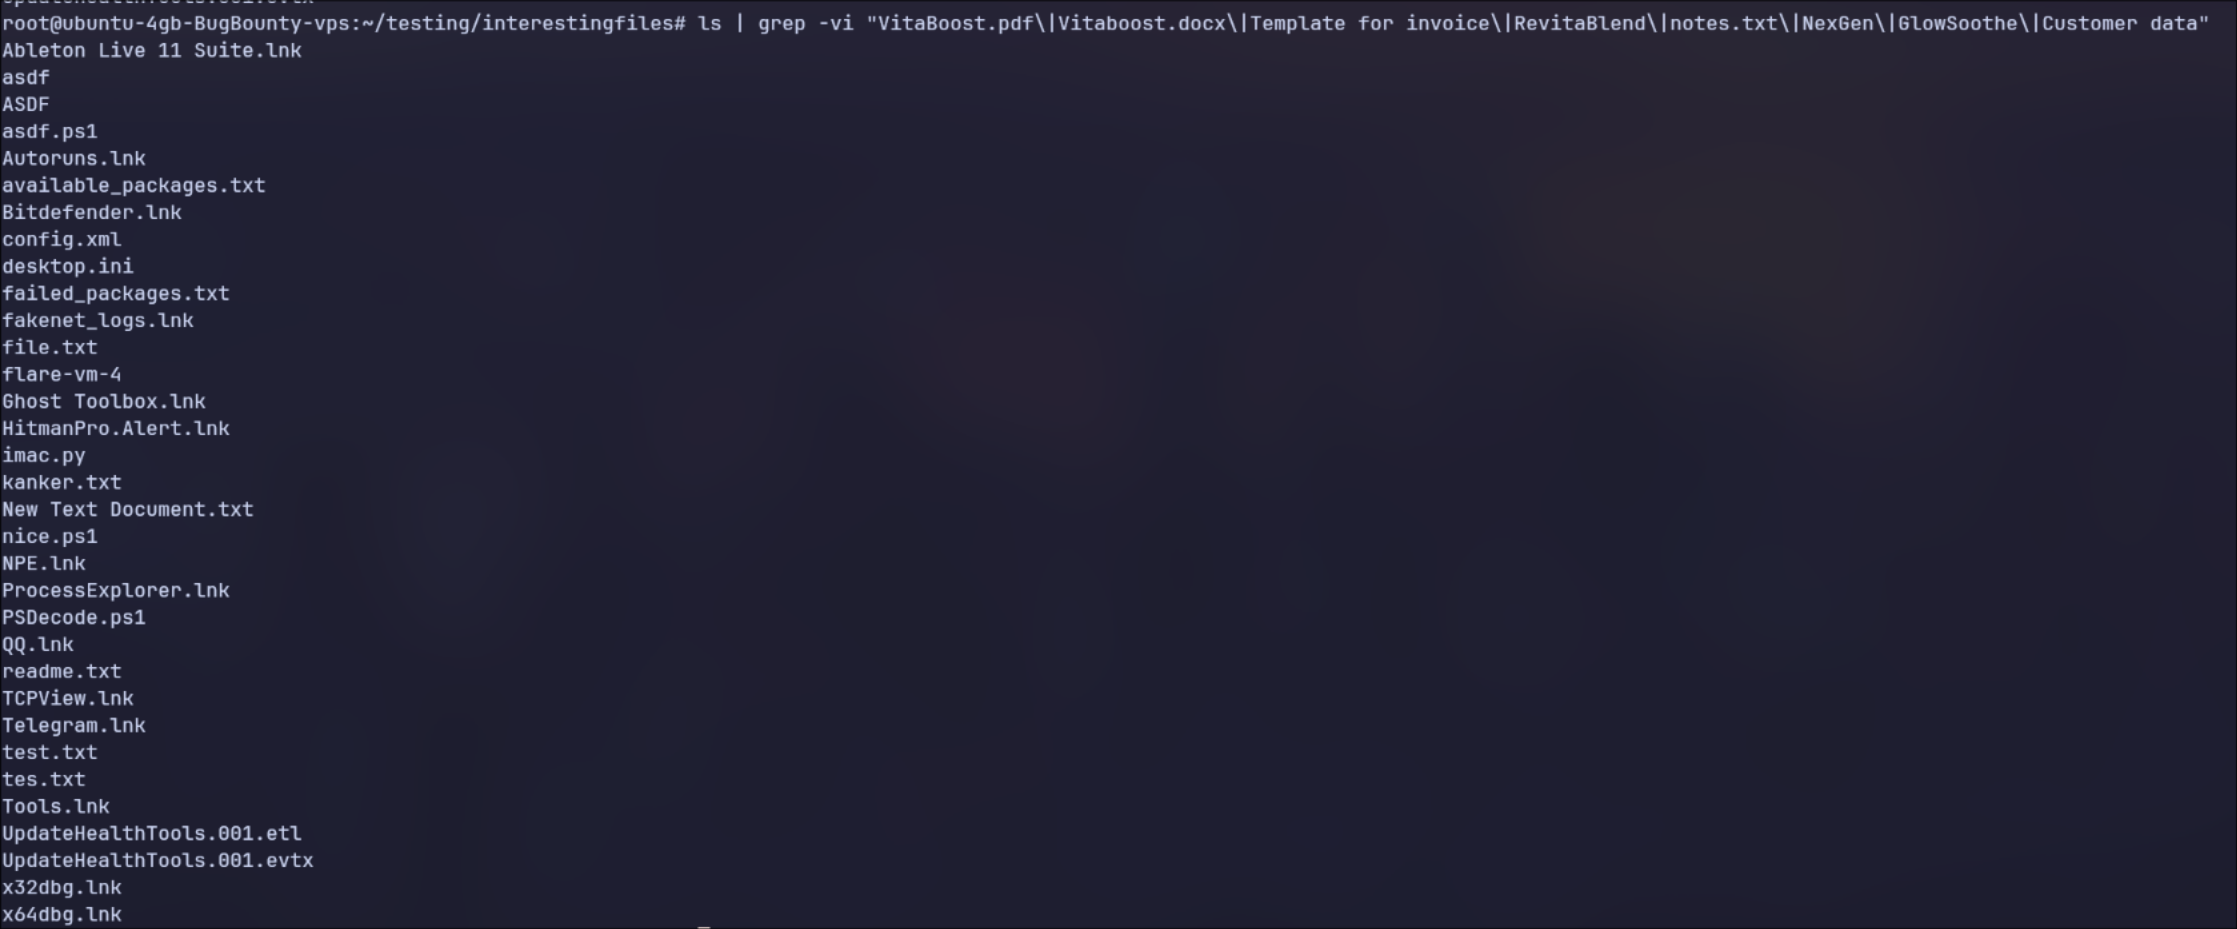 root@ubuntu-4gb-BugBounty-vps:~/testing/interestingfiles# ls | grep -vi "VitaBoost.pdf\|Vitaboost.docx\|Template for invoice\|RevitaBlend\|notes.txt\|NexGen\|GlowSoothe\|Customer data"
Ableton Live 11 Suite.lnk
asdf
ASDF
asdf.ps1
Autoruns.lnk
available_packages.txt
Bitdefender.lnk
config.xml
desktop.ini
failed_packages.txt
fakenet_logs.lnk
file.txt
flare-vm-4
Ghost Toolbox.lnk
HitmanPro.Alert.lnk
imac.py
kanker.txt
New Text Document.txt
nice.ps1
NPE.lnk
ProcessExplorer.lnk
PSDecode.ps1
QQ.lnk
readme.txt
TCPView.lnk
Telegram.lnk
test.txt
tes.txt
Tools.lnk
UpdateHealthTools.001.etl
UpdateHealthTools.001.evtx
x32dbg.lnk
x64dbg.lnk